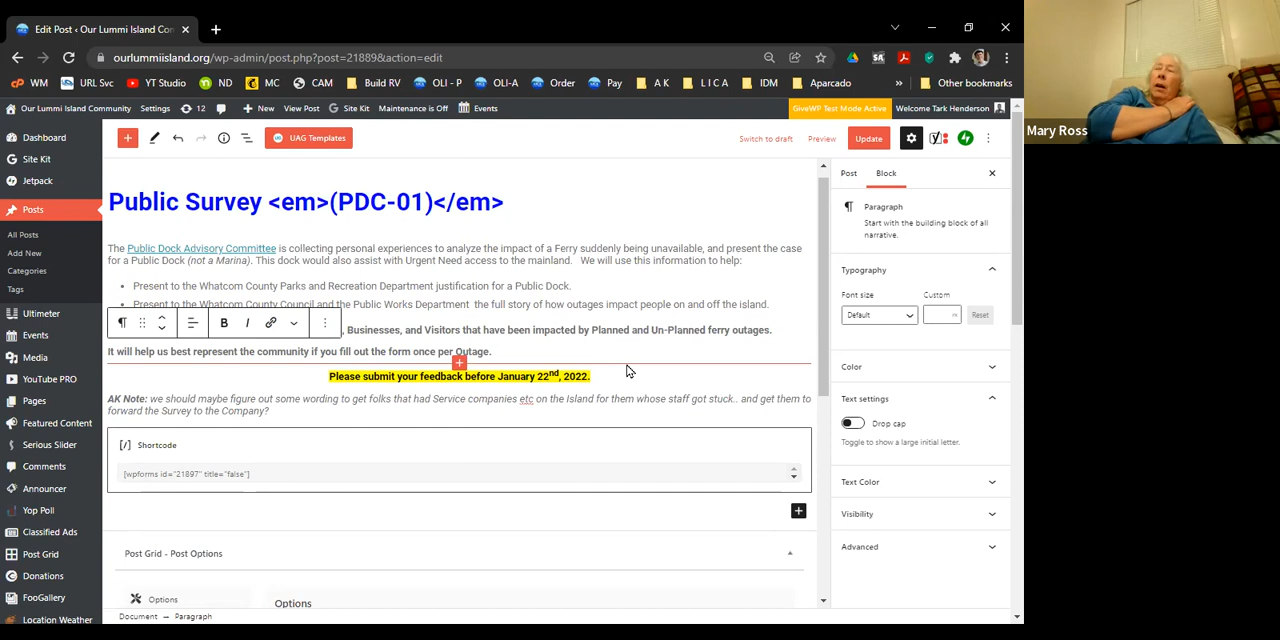 Edit Post ‹ Our Lummi Island Con
ourlummiisland.org/wp-admin/post.php?post=21889&action=edit
WM
URL Svc
YT Studio
ND
MC
CAM
Build RV
OLI - P
OLI-A
Order
Pay
A K
L I C A
IDM
Aparcado
»
Other bookmarks
Our Lummi Island Community
Settings
12
New
View Post
Site Kit
Maintenance is Off
Events
GiveWP Test Mode Active
Welcome Tark Henderson
Mary Ross
Dashboard
Site Kit
Jetpack
Posts
All Posts
Add New
Categories
Tags
Ultimeter
Events
Media
YouTube PRO
Pages
Featured Content
Serious Slider
Comments
Announcer
Yop Poll
Classified Ads
Post Grid
Donations
FooGallery
Location Weather
UAG Templates
Switch to draft
Preview
Update
Public Survey <em>(PDC-01)</em>
The Public Dock Advisory Committee is collecting personal experiences to analyze the impact of a Ferry suddenly being unavailable, and present the case
for a Public Dock (not a Marina). This dock would also assist with Urgent Need access to the mainland. We will use this information to help:
• Present to the Whatcom County Parks and Recreation Department justification for a Public Dock.
• Present to the Whatcom County Council and the Public Works Department the full story of how outages impact people on and off the island.
B I
, Businesses, and Visitors that have been impacted by Planned and Un-Planned ferry outages.
It will help us best represent the community if you fill out the form once per Outage.
Please submit your feedback before January 22nd, 2022.
AK Note: we should maybe figure out some wording to get folks that had Service companies etc on the Island for them whose staff got stuck.. and get them to
forward the Survey to the Company?
[/] Shortcode
[wpforms id="21897" title="false"]
Post Grid - Post Options
Options
Options
Document → Paragraph
Post
Block
Paragraph
Start with the building block of all
narrative.
Typography
Font size
Custom
Default
Reset
Color
Text settings
Drop cap
Toggle to show a large initial letter.
Text Color
Visibility
Advanced